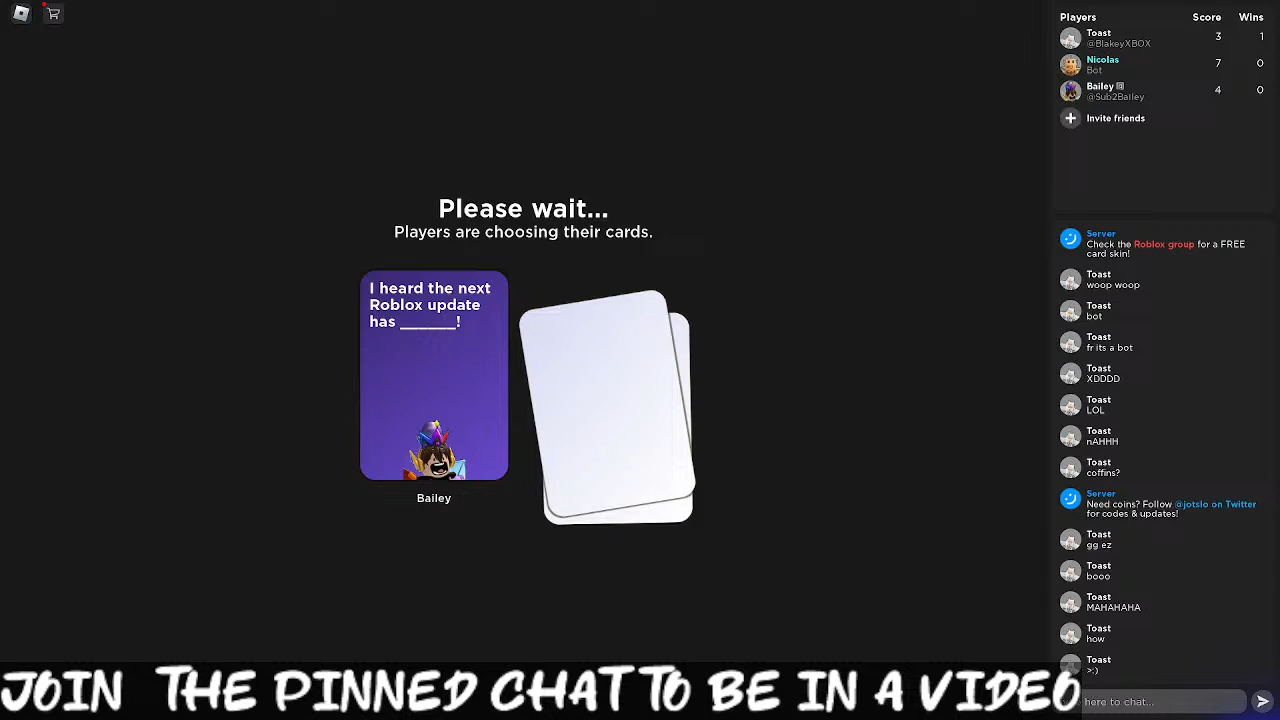 Please wait...
Players are choosing their cards.
I heard the next
Roblox update
has ______!
Bailey
Players Score Wins
Toast 3 1
@BlakeyXBOX
Nicolas 7 0
Bot
Bailey 4 0
@Sub2Bailey
Invite friends
Server
Check the Roblox group for a FREE
card skin!
Toast
woop woop
Toast
bot
Toast
fr its a bot
Toast
XDDDD
Toast
LOL
Toast
nAHHH
Toast
coffins?
Server
Need coins? Follow @jotslo on Twitter
for codes & updates!
Toast
gg ez
Toast
booo
Toast
MAHAHAHA
Toast
how
Toast
>:)
here to chat...
JOIN THE PINNED CHAT TO BE IN A VIDEO